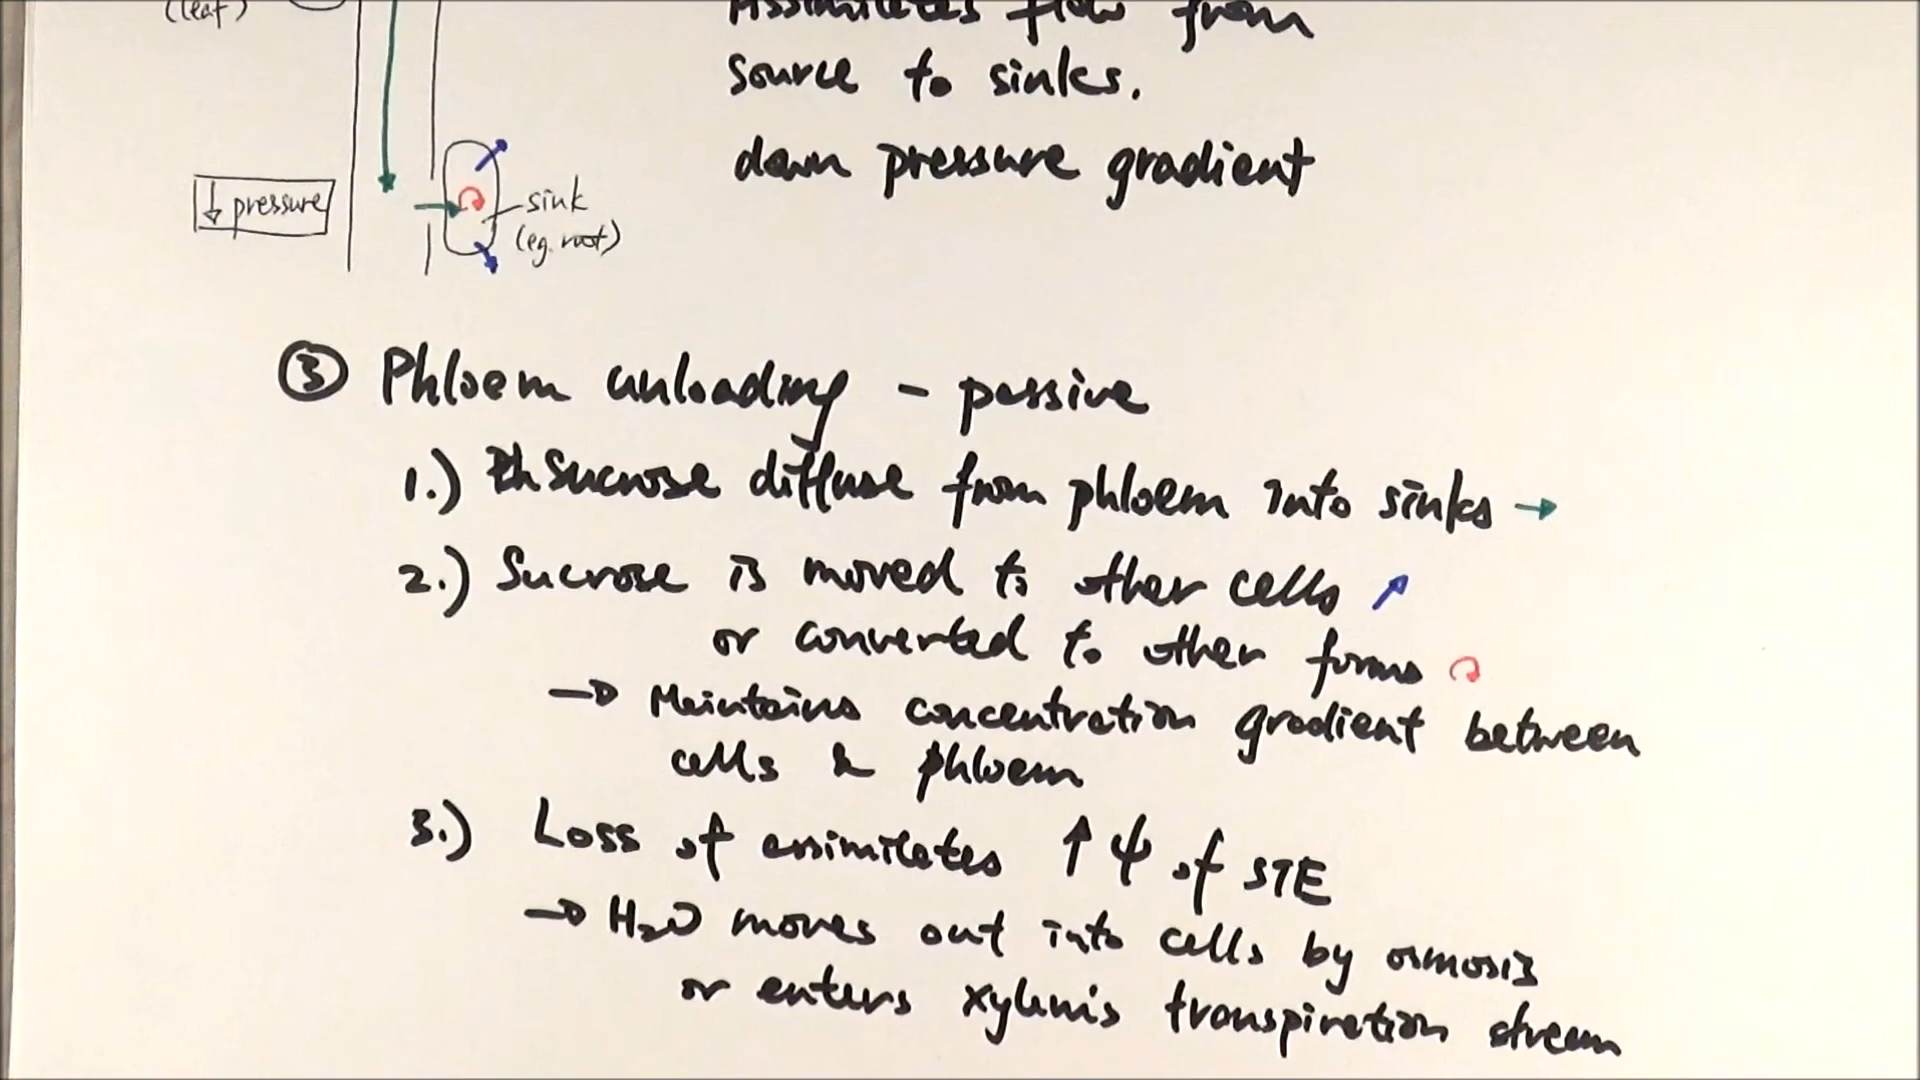 (leaf)
Assimilates flow from
source to sinks.
down pressure gradient
↓ pressure
sink
(eg. root)
③ Phloem unloading - passive
1.) Sucrose diffuse from phloem into sinks →
2.) Sucrose is moved to other cells ↗
or converted to other forms
→ Maintains concentration gradient between
cells & phloem
3.) Loss of assimilates ↑ Ψ of STE
→ H₂O moves out into cells by osmosis
or enters xylem's transpiration stream